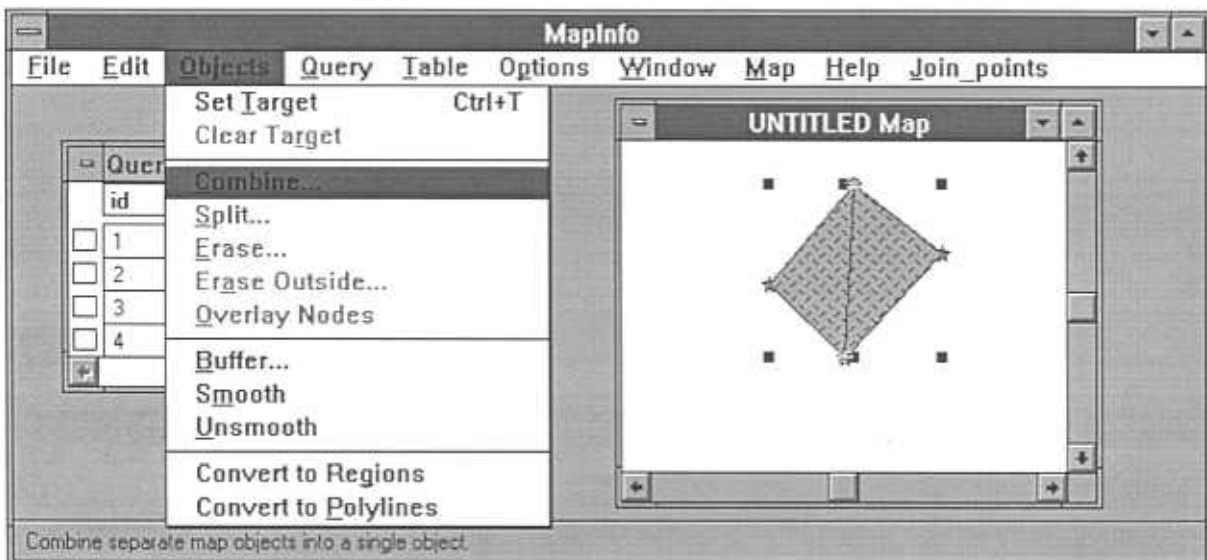 MapInfo
File Edit Objects Query Table Options Window Map Help Join_points
Set Target Ctrl+T
Clear Target
Combine...
Split...
Erase...
Erase Outside...
Overlay Nodes
Buffer...
Smooth
Unsmooth
Convert to Regions
Convert to Polylines
Quer
id
1
2
3
4
UNTITLED Map
Combine separate map objects into a single object.